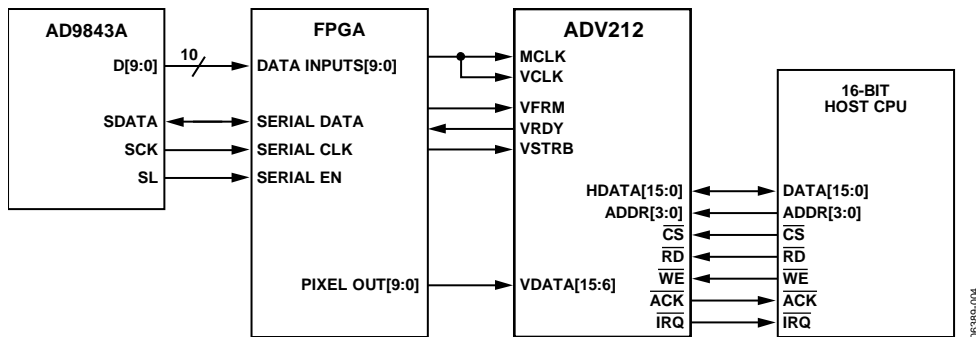 AD9843A
D[9:0]
10
SDATA
SCK
SL
FPGA
DATA INPUTS[9:0]
SERIAL DATA
SERIAL CLK
SERIAL EN
PIXEL OUT[9:0]
ADV212
MCLK
VCLK
VFRM
VRDY
VSTRB
HDATA[15:0]
ADDR[3:0]
CS
RD
WE
VDATA[15:6]
ACK
IRQ
16-BIT
HOST CPU
DATA[15:0]
ADDR[3:0]
CS
RD
WE
ACK
IRQ
06389-004